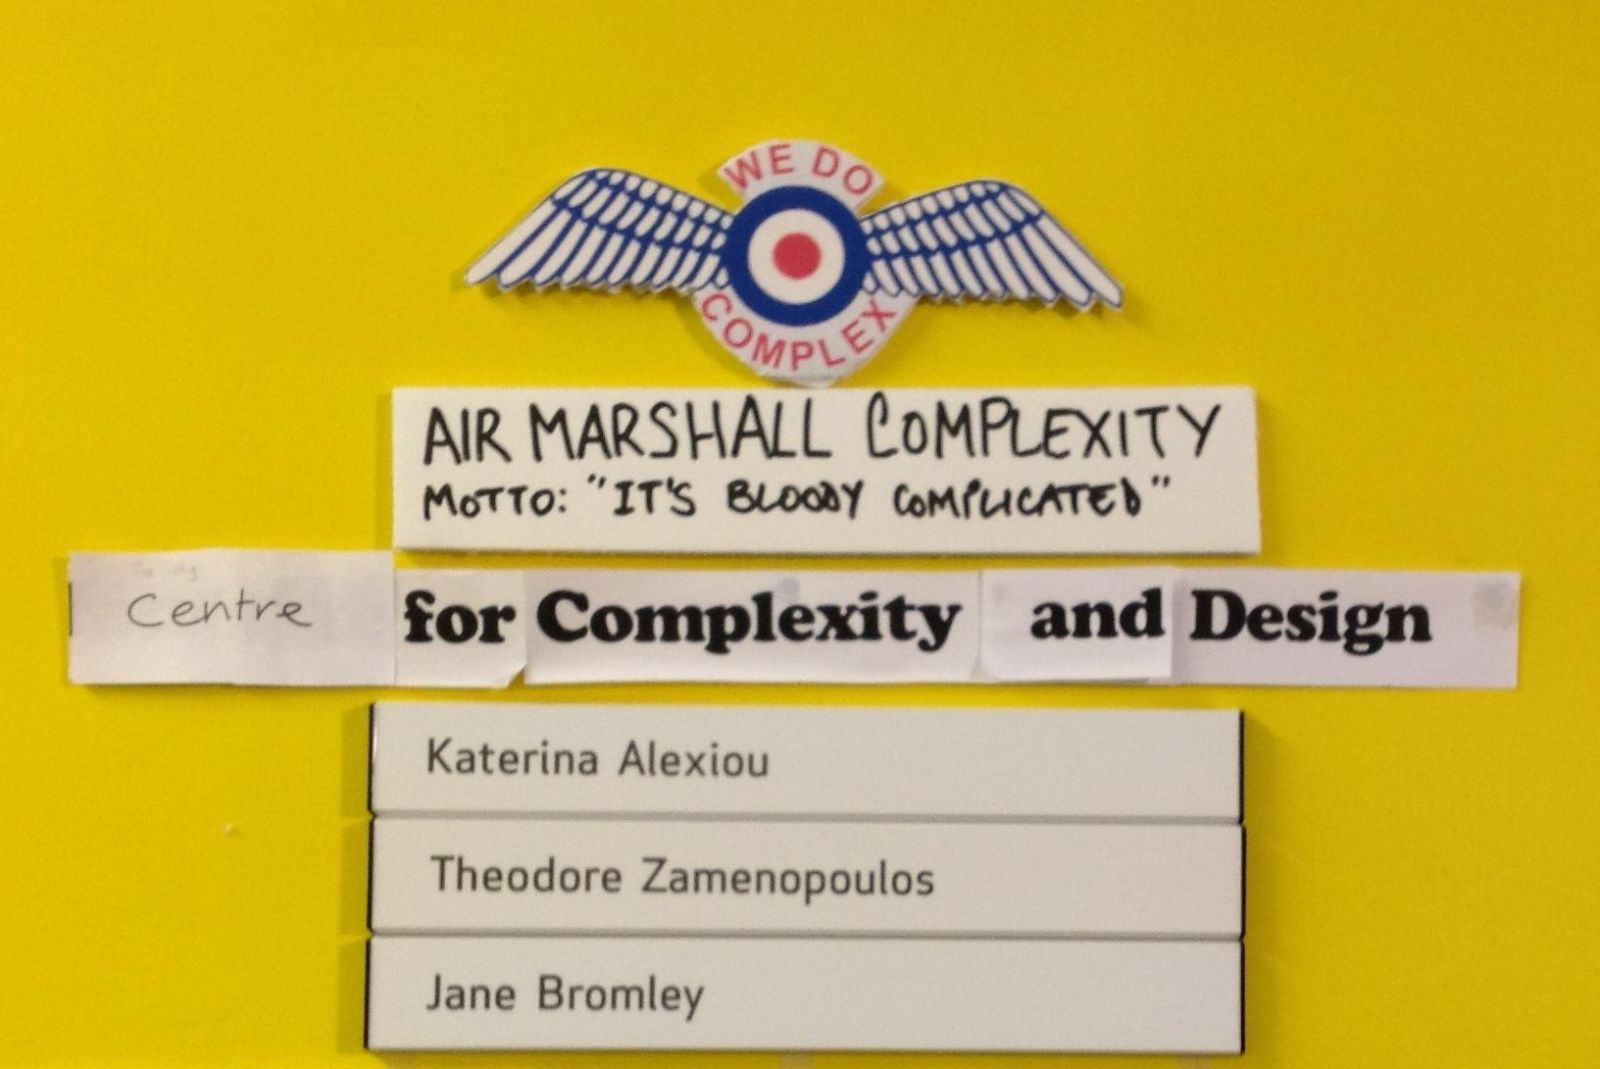 WE DO
COMPLEX
AIR MARSHALL COMPLEXITY
MOTTO: "IT'S BLOODY COMPLICATED"
Centre for Complexity and Design
Katerina Alexiou
Theodore Zamenopoulos
Jane Bromley